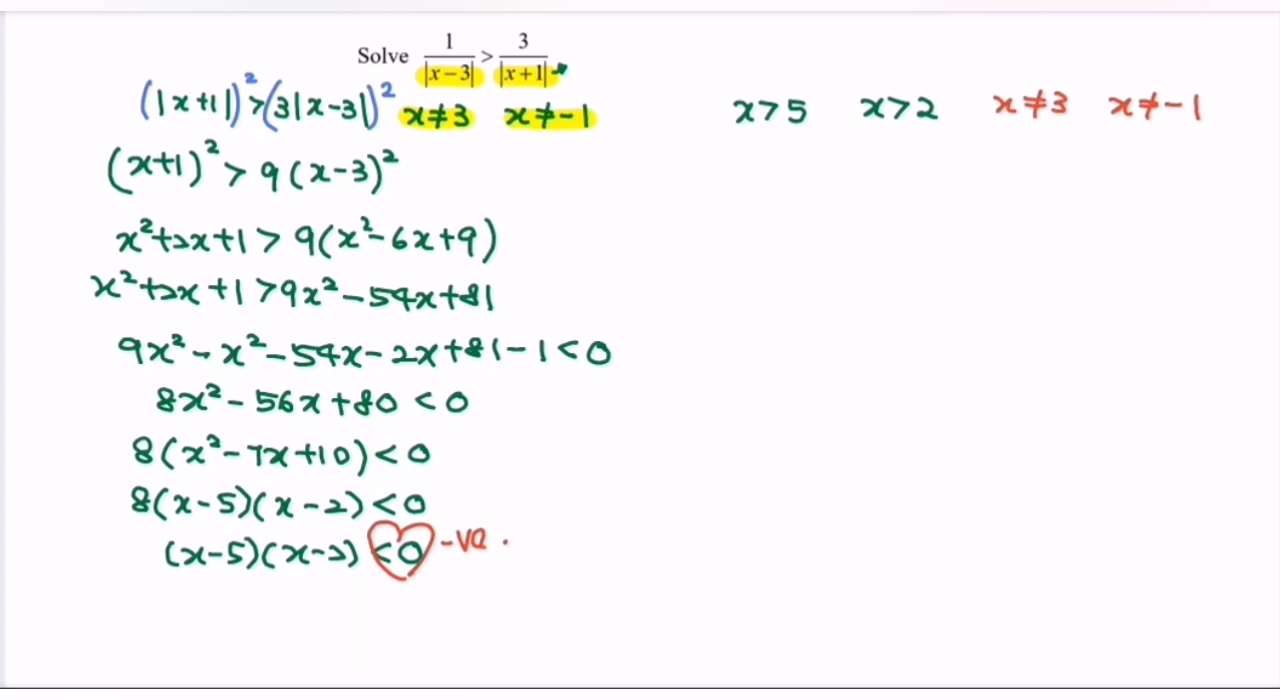 Solve 1/|x−3| > 3/|x+1|
(|x+1|)² > (3|x−3|)² x≠3 x≠−1
x>5 x>2 x≠3 x≠−1
(x+1)² > 9(x−3)²
x²+2x+1 > 9(x²−6x+9)
x²+2x+1 > 9x²−54x+81
9x²−x²−54x−2x+81−1<0
8x²−56x+80<0
8(x²−7x+10)<0
8(x−5)(x−2)<0
(x−5)(x−2)<0 −ve